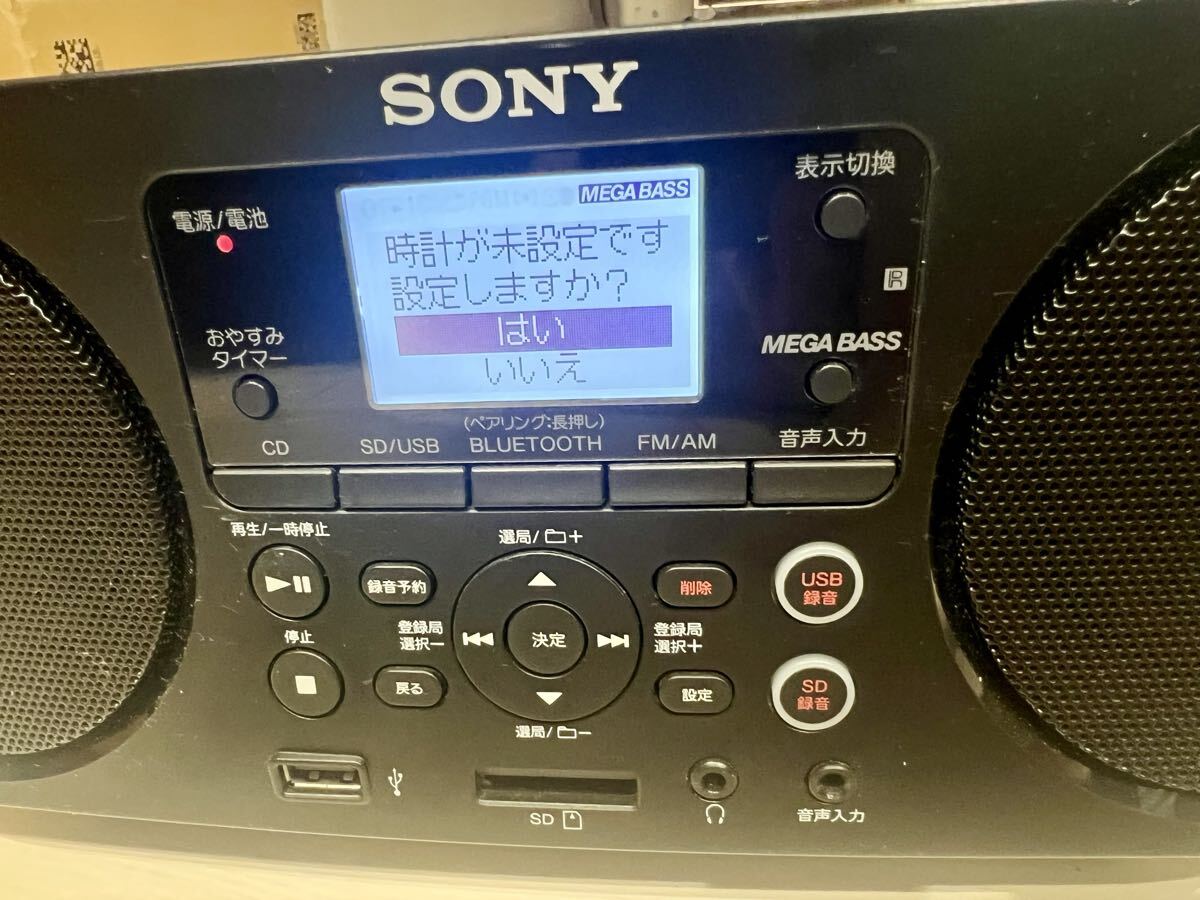 SONY
表示切換
電源/電池
MEGA BASS
時計が未設定です
設定しますか?
はい
いいえ
おやすみ
タイマー
MEGA BASS
(ペアリング:長押し)
CD
SD/USB
BLUETOOTH
FM/AM
音声入力
再生/一時停止
選局/ +
録音予約
削除
USB
録音
停止
登録局
選択−
決定
登録局
選択+
戻る
設定
SD
録音
選局/ −
SD
音声入力